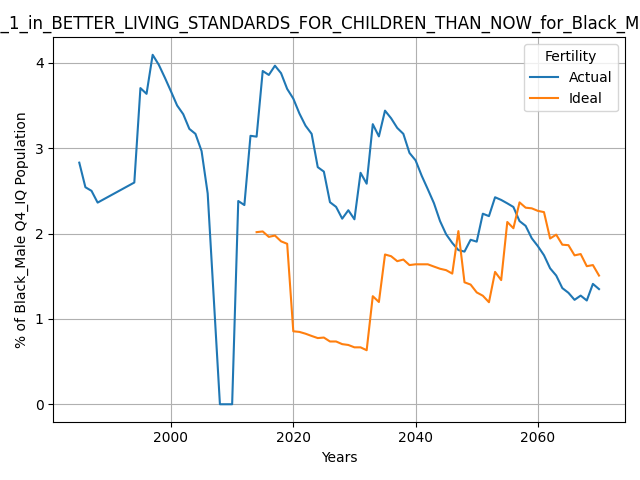 _1_in_BETTER_LIVING_STANDARDS_FOR_CHILDREN_THAN_NOW_for_Black_M
Fertility
Actual
Ideal
% of Black_Male Q4_IQ Population
4
3
2
1
0
2000 2020 2040 2060
Years